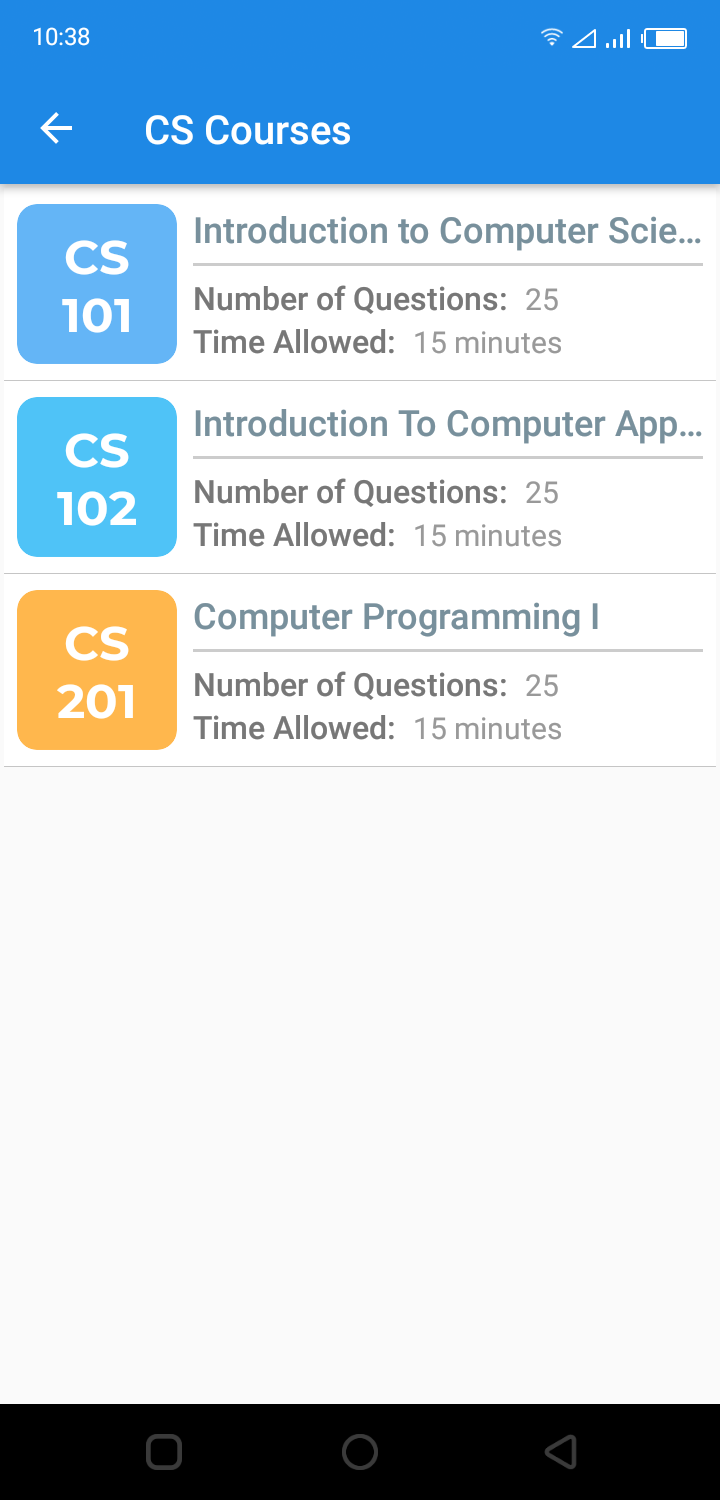 10:38
CS Courses
CS
101
Introduction to Computer Scie...
Number of Questions: 25
Time Allowed: 15 minutes
CS
102
Introduction To Computer App...
Number of Questions: 25
Time Allowed: 15 minutes
CS
201
Computer Programming I
Number of Questions: 25
Time Allowed: 15 minutes